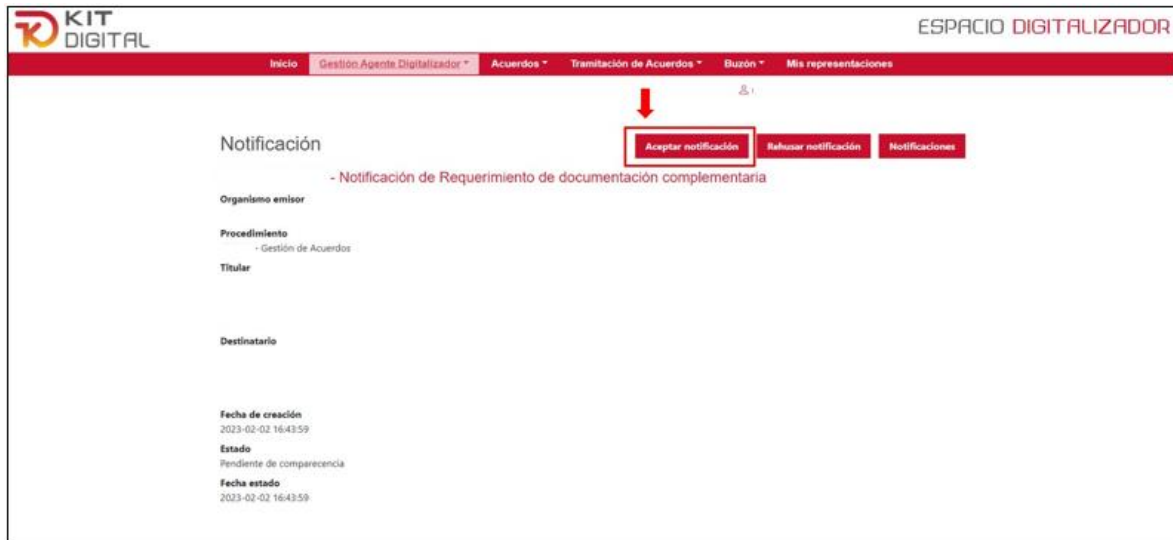 KIT
DIGITAL
ESPACIO DIGITALIZADOR
Inicio Gestión Agente Digitalizador Acuerdos Tramitación de Acuerdos Buzón Mis representaciones
Notificación
Aceptar notificación Rehusar notificación Notificaciones
- Notificación de Requerimiento de documentación complementaria
Organismo emisor
Procedimiento
- Gestión de Acuerdos
Titular
Destinatario
Fecha de creación
2023-02-02 16:43:59
Estado
Pendiente de comparecencia
Fecha estado
2023-02-02 16:43:59